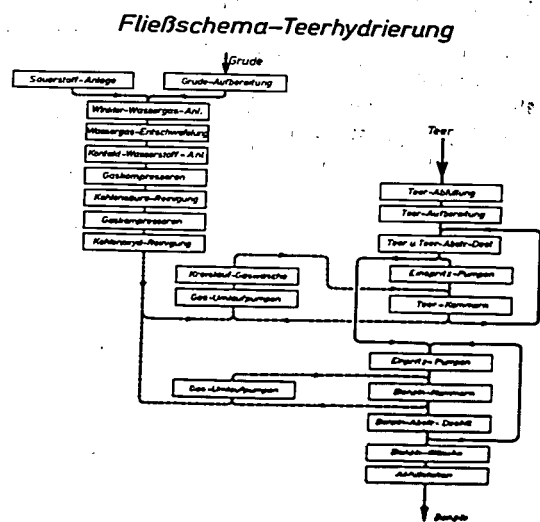 Fließschema-Teerhydrierung
Grude
Sauerstoff-Anlage
Grude-Aufbereitung
Winkler-Wassergas-Anl.
Wassergas-Entschwefelung
Kontakt-Wasserstoff-Anl.
Gaskompressoren
Kohlensäure-Reinigung
Gaskompressoren
Kohlenoxyd-Reinigung
Teer
Teer-Abfüllung
Teer-Aufbereitung
Teer u Teer-Abstr-Dest
Kreislauf-Gaswäsche
Gas-Umlaufpumpen
Einspritz-Pumpen
Teer-Kammern
Einspritz-Pumpen
Gas-Umlaufpumpen
Benzin-Kammern
Benzin-Abstr-Destill
Benzin-Wäsche
Benzin